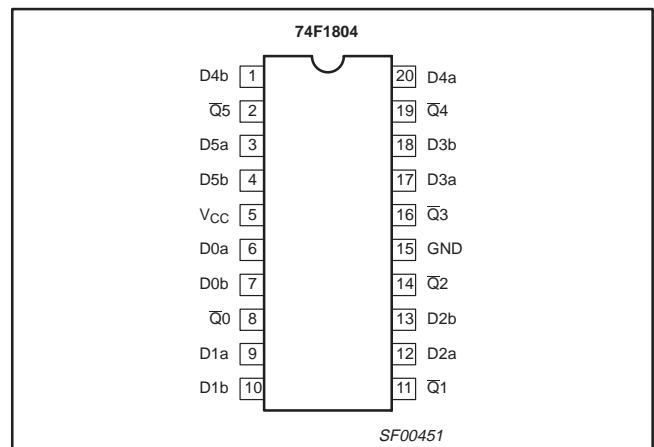 74F1804
D4b 1 20 D4a
Q̅5 2 19 Q̅4
D5a 3 18 D3b
D5b 4 17 D3a
VCC 5 16 Q̅3
D0a 6 15 GND
D0b 7 14 Q̅2
Q̅0 8 13 D2b
D1a 9 12 D2a
D1b 10 11 Q̅1
SF00451